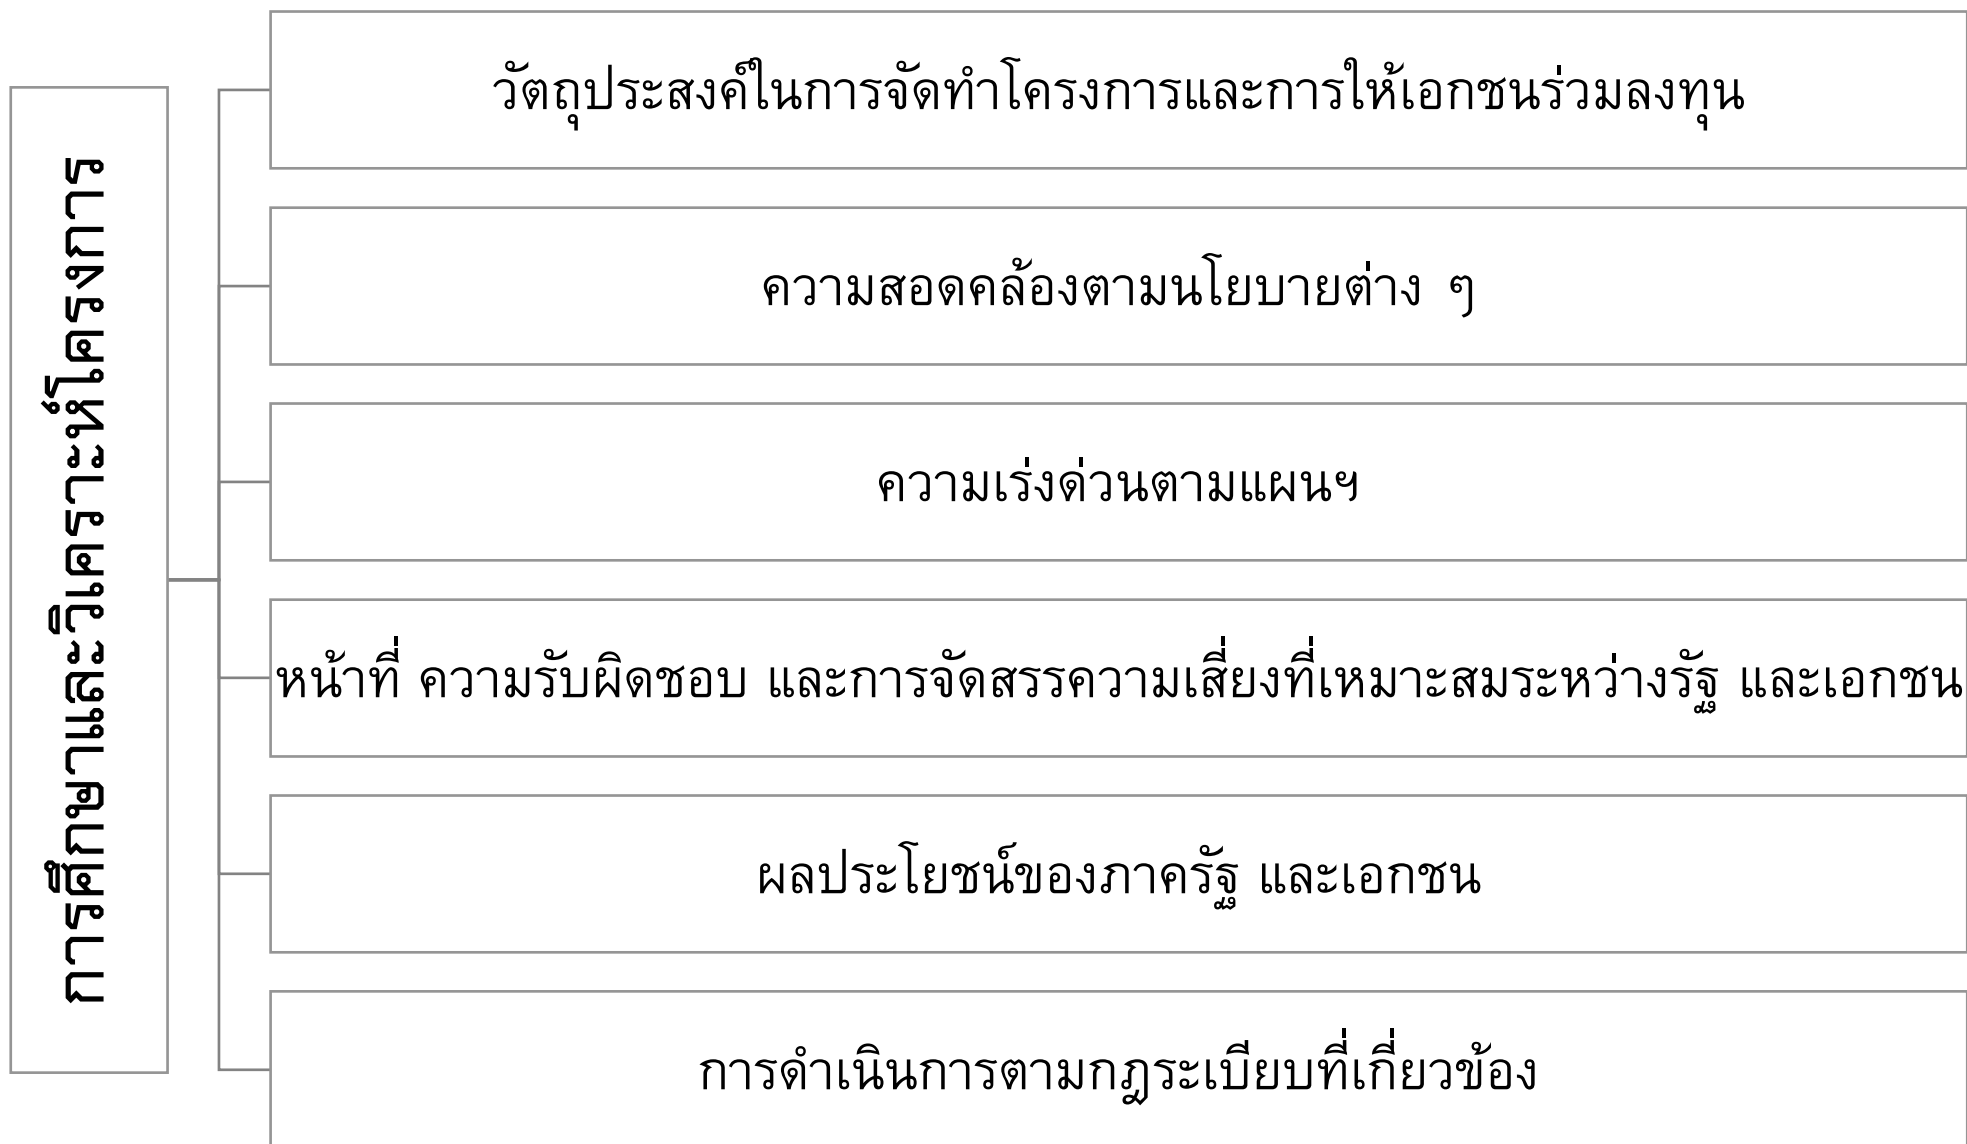 การศึกษาและวิเคราะห์โครงการ
วัตถุประสงค์ในการจัดทำโครงการและการให้เอกชนร่วมลงทุน
ความสอดคล้องตามนโยบายต่าง ๆ
ความเร่งด่วนตามแผนฯ
หน้าที่ ความรับผิดชอบ และการจัดสรรความเสี่ยงที่เหมาะสมระหว่างรัฐ และเอกชน
ผลประโยชน์ของภาครัฐ และเอกชน
การดำเนินการตามกฎระเบียบที่เกี่ยวข้อง